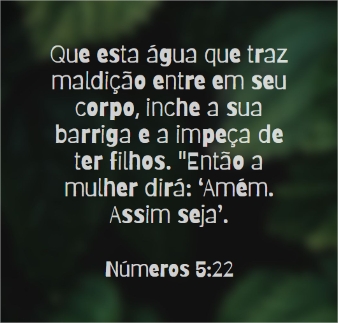 Que esta água que traz
maldição entre em seu
corpo, inche a sua
barriga e a impeça de
ter filhos. "Então a
mulher dirá: ‘Amém.
Assim seja’.
Números 5:22